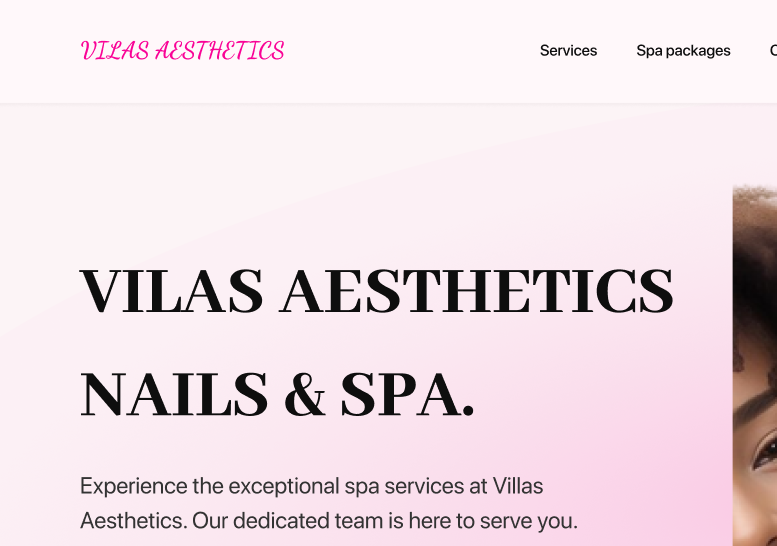 VILAS AESTHETICS
Services Spa packages
VILAS AESTHETICS
NAILS & SPA.
Experience the exceptional spa services at Villas
Aesthetics. Our dedicated team is here to serve you.